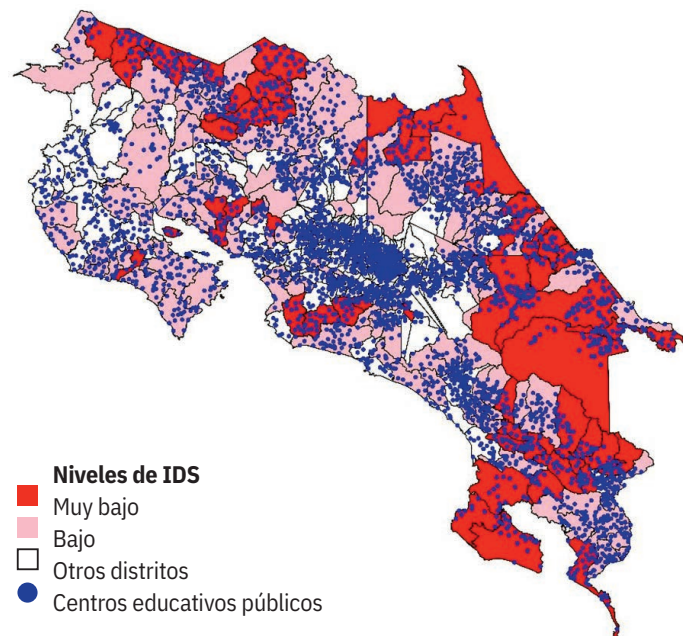 Niveles de IDS
Muy bajo
Bajo
Otros distritos
Centros educativos públicos